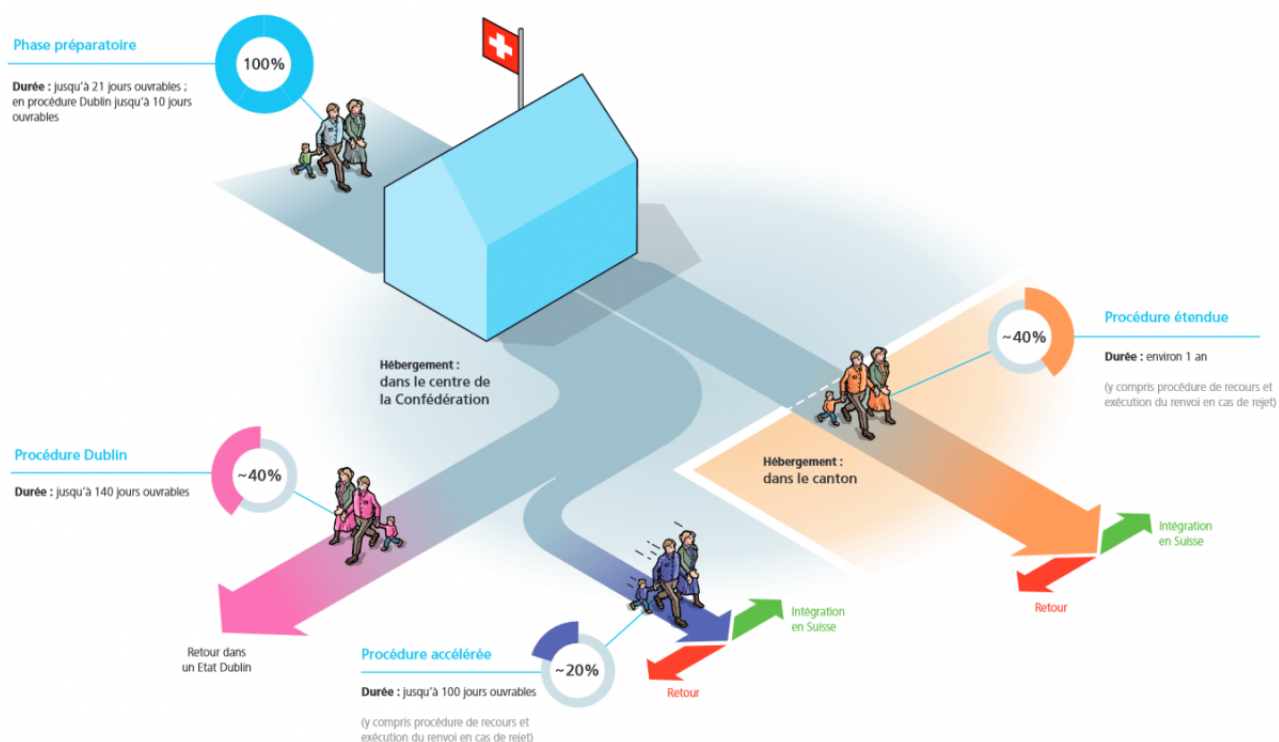 Phase préparatoire
100%
Durée : jusqu'à 21 jours ouvrables ;
en procédure Dublin jusqu'à 10 jours
ouvrables
Hébergement :
dans le centre de
la Confédération
~40%
Procédure étendue
Durée : environ 1 an
(y compris procédure de recours et
exécution du renvoi en cas de rejet)
Procédure Dublin
~40%
Durée : jusqu'à 140 jours ouvrables
Hébergement :
dans le canton
Intégration
en Suisse
Retour
Retour dans
un Etat Dublin
Procédure accélérée
~20%
Durée : jusqu'à 100 jours ouvrables
(y compris procédure de recours et
exécution du renvoi en cas de rejet)
Intégration
en Suisse
Retour